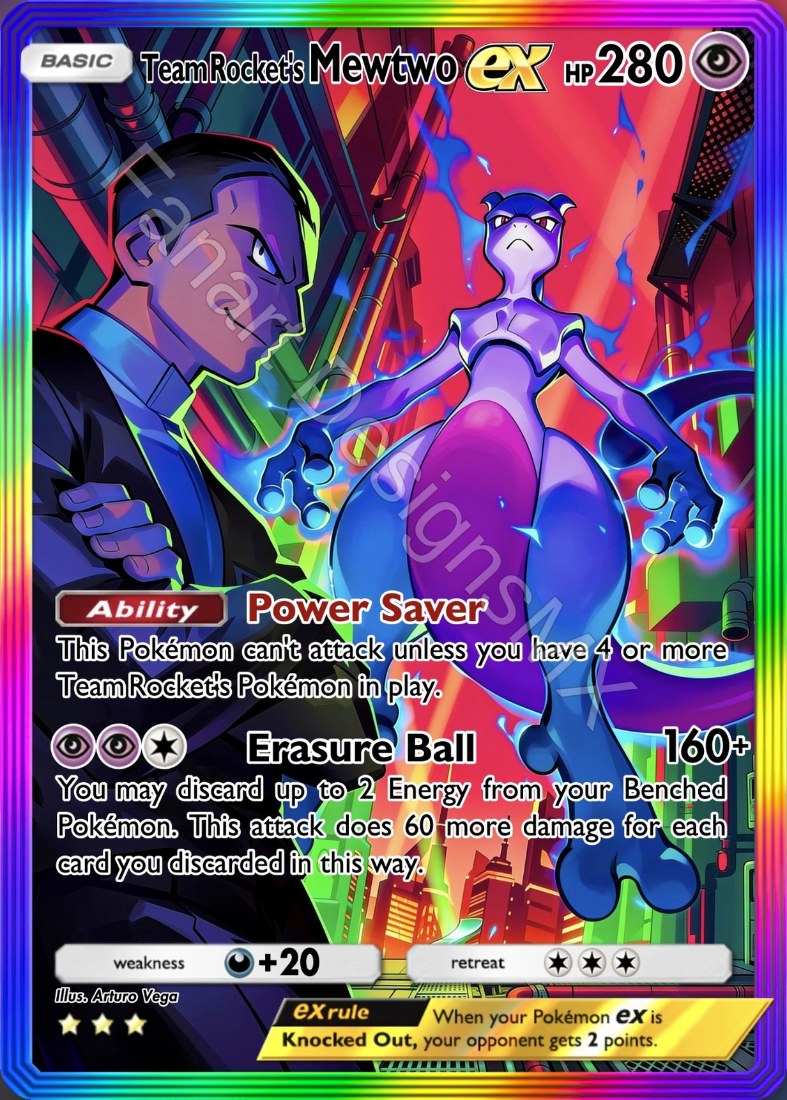 BASIC Team Rocket's Mewtwo ex HP 280
Fanart DesignsMX
Ability Power Saver
This Pokémon can't attack unless you have 4 or more
Team Rocket's Pokémon in play.
Erasure Ball 160+
You may discard up to 2 Energy from your Benched
Pokémon. This attack does 60 more damage for each
card you discarded in this way.
weakness +20 retreat
Illus. Arturo Vega
ex rule When your Pokémon ex is
Knocked Out, your opponent gets 2 points.